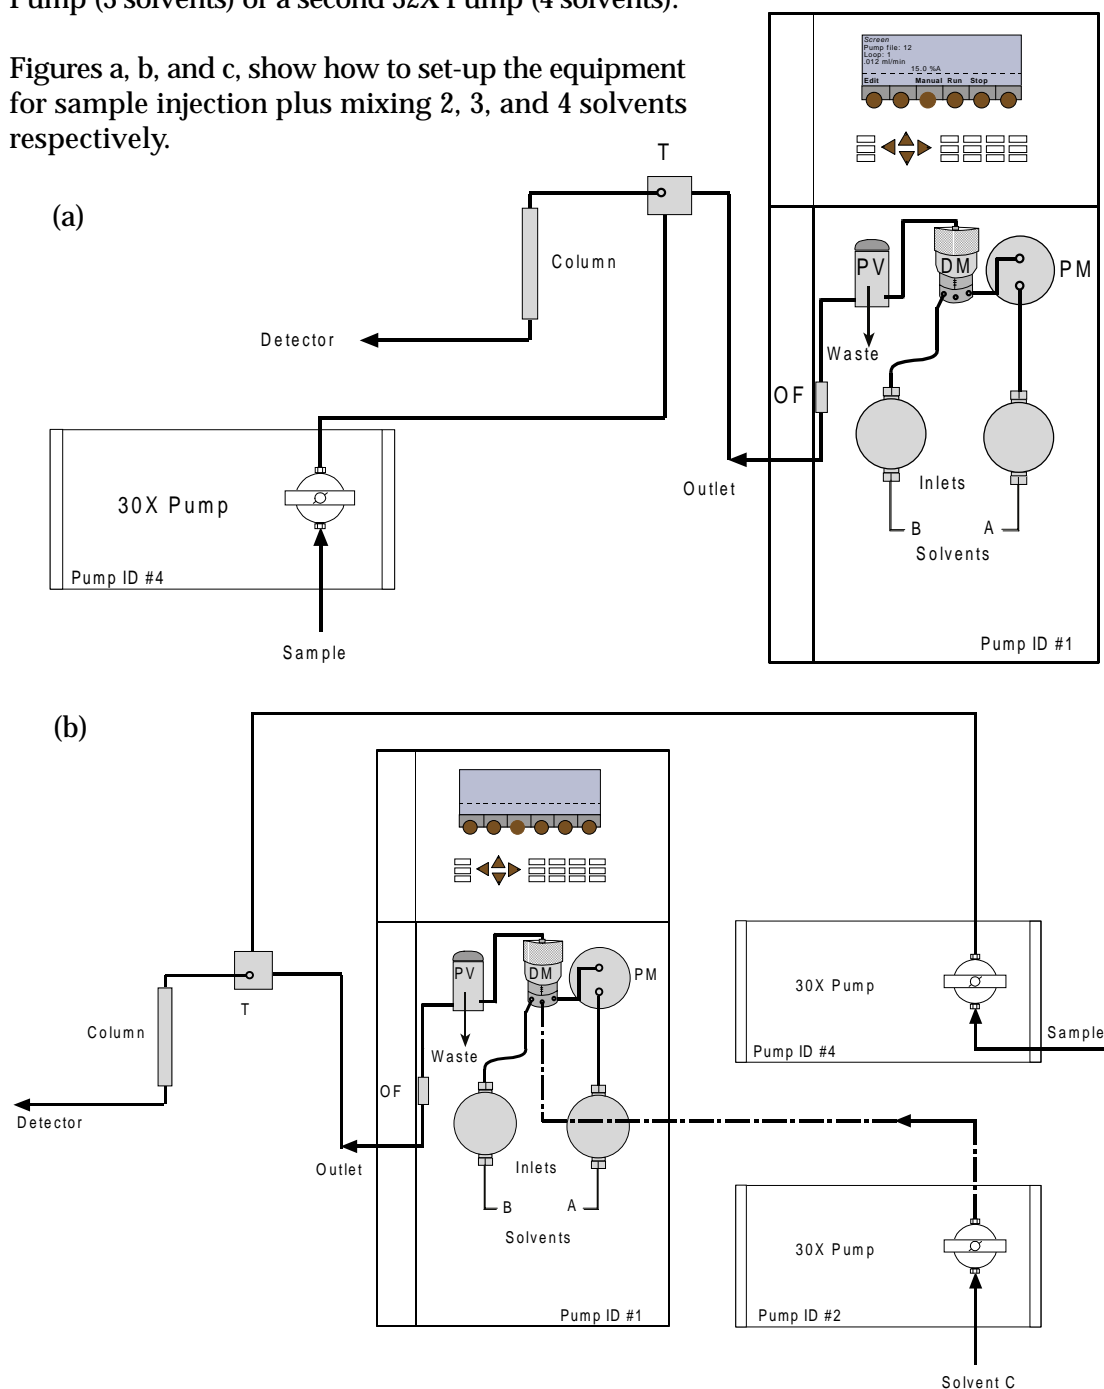 Pump (3 solvents) or a second 32X Pump (4 solvents).
Figures a, b, and c, show how to set-up the equipment
for sample injection plus mixing 2, 3, and 4 solvents
respectively.
(a)
T
Column
Detector
30X Pump
Pump ID #4
Sample
Screen
Pump file: 12
Loop: 1
.012 ml/min
15.0 %A
Edit Manual Run Stop
PV
DM
PM
Waste
OF
Outlet
Inlets
B A
Solvents
Pump ID #1
(b)
T
Column
Detector
PV
DM
PM
Waste
OF
Outlet
Inlets
B A
Solvents
Pump ID #1
30X Pump
Pump ID #4
Sample
30X Pump
Pump ID #2
Solvent C